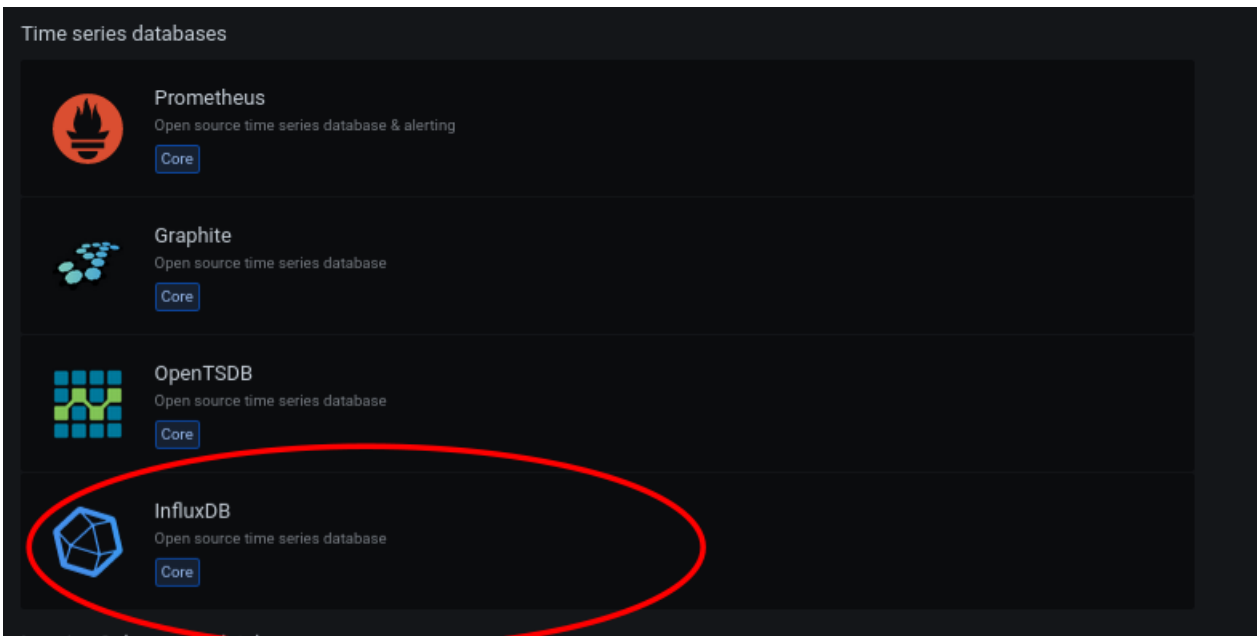 Time series databases
Prometheus
Open source time series database & alerting
Core
Graphite
Open source time series database
Core
OpenTSDB
Open source time series database
Core
InfluxDB
Open source time series database
Core